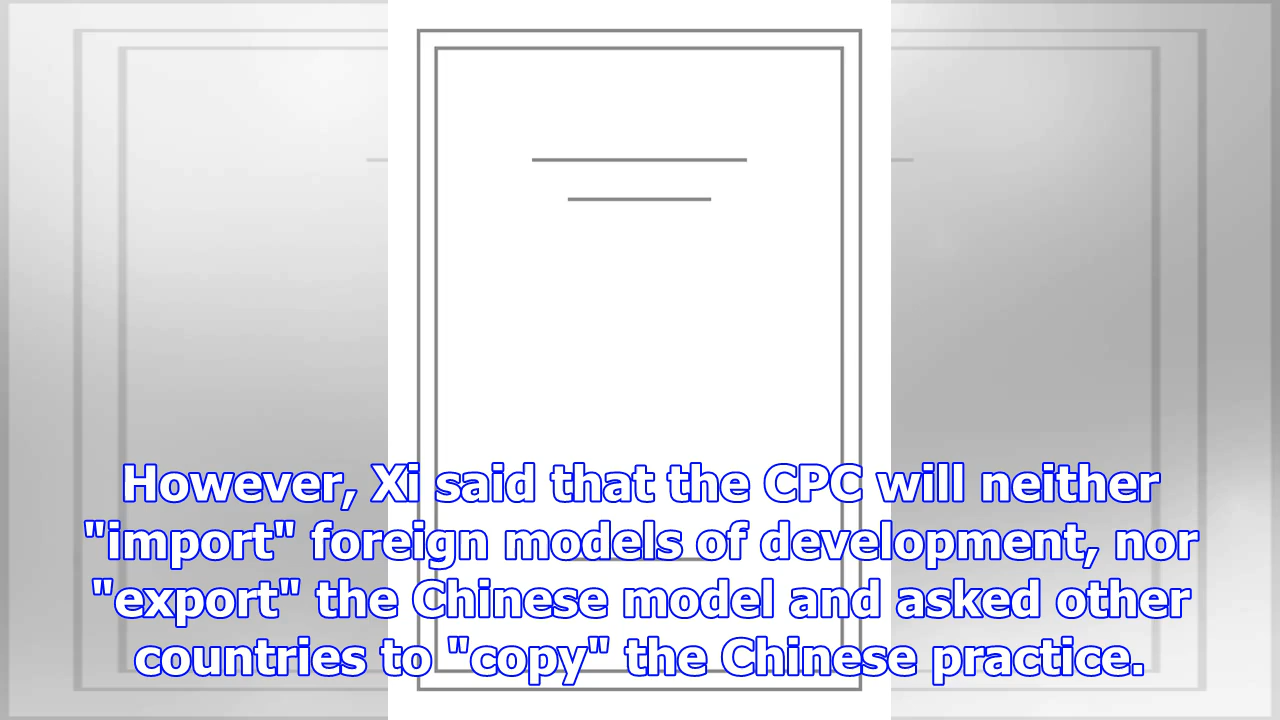 However, Xi said that the CPC will neither
"import" foreign models of development, nor
"export" the Chinese model and asked other
countries to "copy" the Chinese practice.